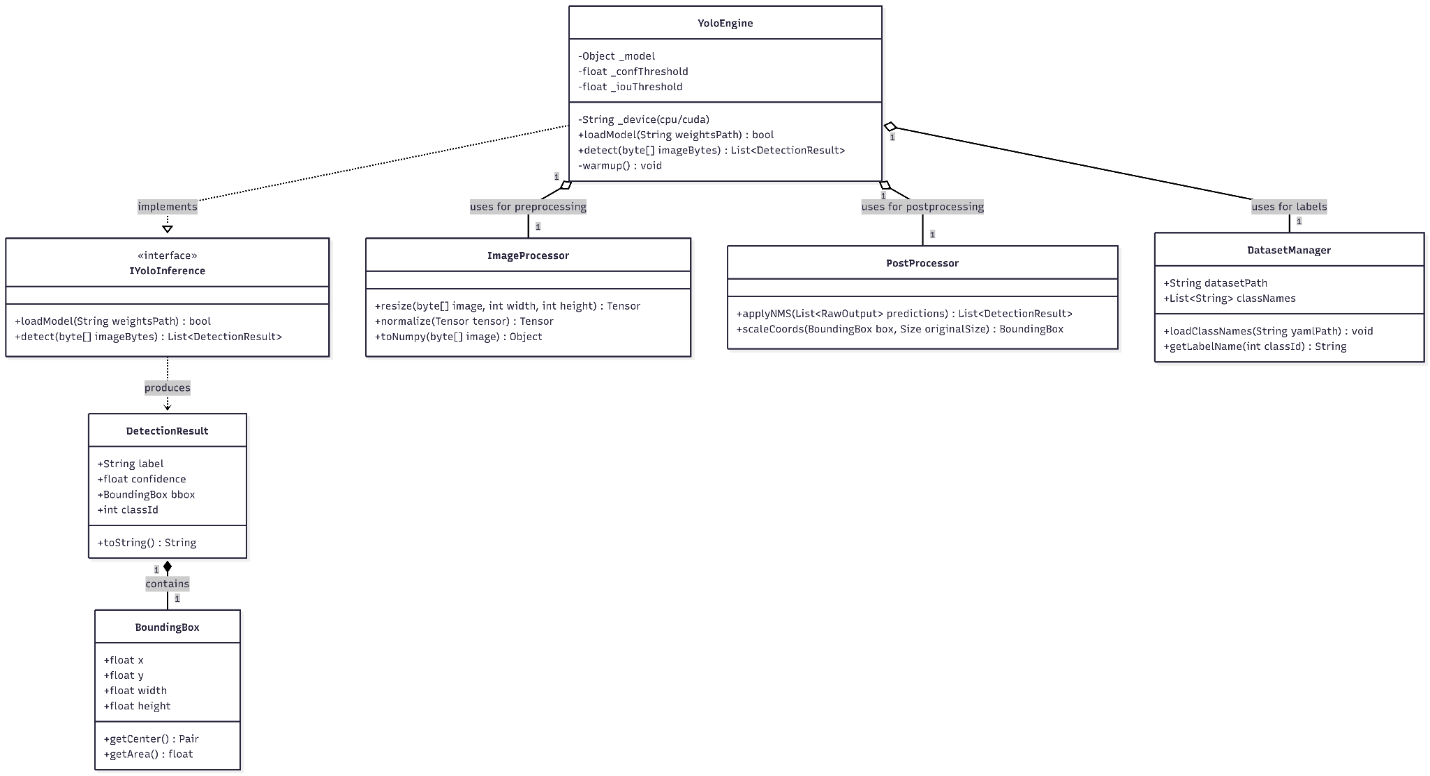 YoloEngine
-Object _model
-float _confThreshold
-float _iouThreshold
-String _device(cpu/cuda)
+loadModel(String weightsPath) : bool
+detect(byte[] imageBytes) : List<DetectionResult>
-warmup() : void
1
1
1
implements
uses for preprocessing
uses for postprocessing
uses for labels
1
1
1
«interface»
IYoloInference
+loadModel(String weightsPath) : bool
+detect(byte[] imageBytes) : List<DetectionResult>
ImageProcessor
+resize(byte[] image, int width, int height) : Tensor
+normalize(Tensor tensor) : Tensor
+toNumpy(byte[] image) : Object
PostProcessor
+applyNMS(List<RawOutput> predictions) : List<DetectionResult>
+scaleCoords(BoundingBox box, Size originalSize) : BoundingBox
DatasetManager
+String datasetPath
+List<String> classNames
+loadClassNames(String yamlPath) : void
+getLabelName(int classId) : String
produces
DetectionResult
+String label
+float confidence
+BoundingBox bbox
+int classId
+toString() : String
1
contains
1
BoundingBox
+float x
+float y
+float width
+float height
+getCenter() : Pair
+getArea() : float